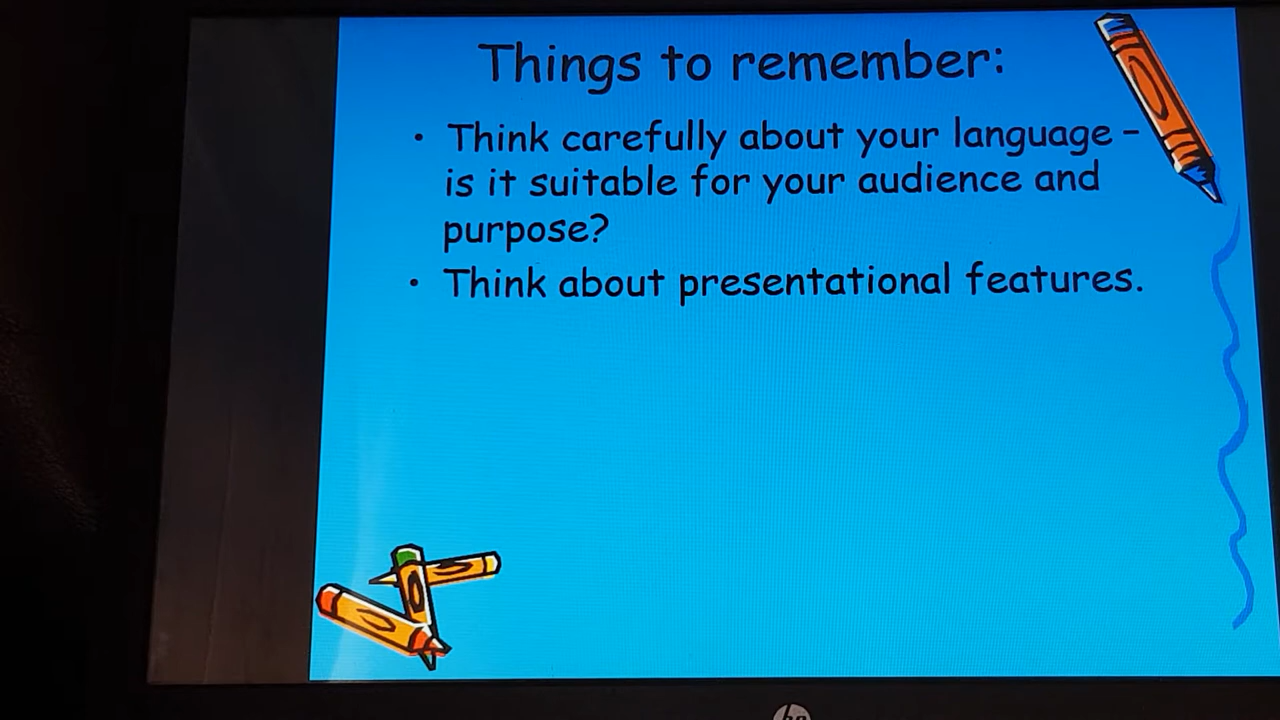 Things to remember:
• Think carefully about your language –
is it suitable for your audience and
purpose?
• Think about presentational features.
hp